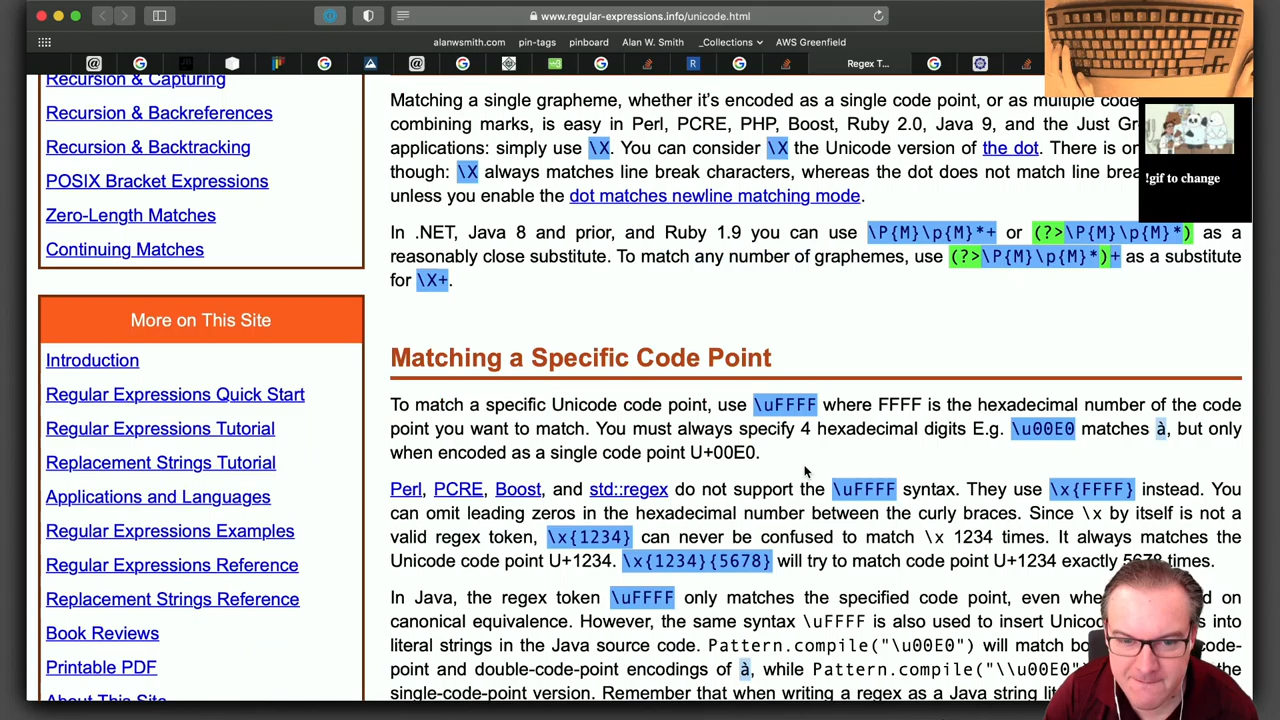 www.regular-expressions.info/unicode.html
alanwsmith.com pin-tags pinboard Alan W. Smith _Collections AWS Greenfield
Regex T...
Recursion & Capturing
Recursion & Backreferences
Recursion & Backtracking
POSIX Bracket Expressions
Zero-Length Matches
Continuing Matches
More on This Site
Introduction
Regular Expressions Quick Start
Regular Expressions Tutorial
Replacement Strings Tutorial
Applications and Languages
Regular Expressions Examples
Regular Expressions Reference
Replacement Strings Reference
Book Reviews
Printable PDF
About This Site
Matching a single grapheme, whether it's encoded as a single code point, or as multiple code
combining marks, is easy in Perl, PCRE, PHP, Boost, Ruby 2.0, Java 9, and the Just Gr
applications: simply use \X. You can consider \X the Unicode version of the dot. There is or
though: \X always matches line break characters, whereas the dot does not match line brea
unless you enable the dot matches newline matching mode.
In .NET, Java 8 and prior, and Ruby 1.9 you can use \P{M}\p{M}*+ or (?>\P{M}\p{M}*) as a
reasonably close substitute. To match any number of graphemes, use (?>\P{M}\p{M}*)+ as a substitute
for \X+.
Matching a Specific Code Point
To match a specific Unicode code point, use \uFFFF where FFFF is the hexadecimal number of the code
point you want to match. You must always specify 4 hexadecimal digits E.g. \u00E0 matches à, but only
when encoded as a single code point U+00E0.
Perl, PCRE, Boost, and std::regex do not support the \uFFFF syntax. They use \x{FFFF} instead. You
can omit leading zeros in the hexadecimal number between the curly braces. Since \x by itself is not a
valid regex token, \x{1234} can never be confused to match \x 1234 times. It always matches the
Unicode code point U+1234. \x{1234}{5678} will try to match code point U+1234 exactly 5678 times.
In Java, the regex token \uFFFF only matches the specified code point, even whe d on
canonical equivalence. However, the same syntax \uFFFF is also used to insert Unico into
literal strings in the Java source code. Pattern.compile("\u00E0") will match bo code-
point and double-code-point encodings of à, while Pattern.compile("\\u00E0" the
single-code-point version. Remember that when writing a regex as a Java string lit
!gif to change